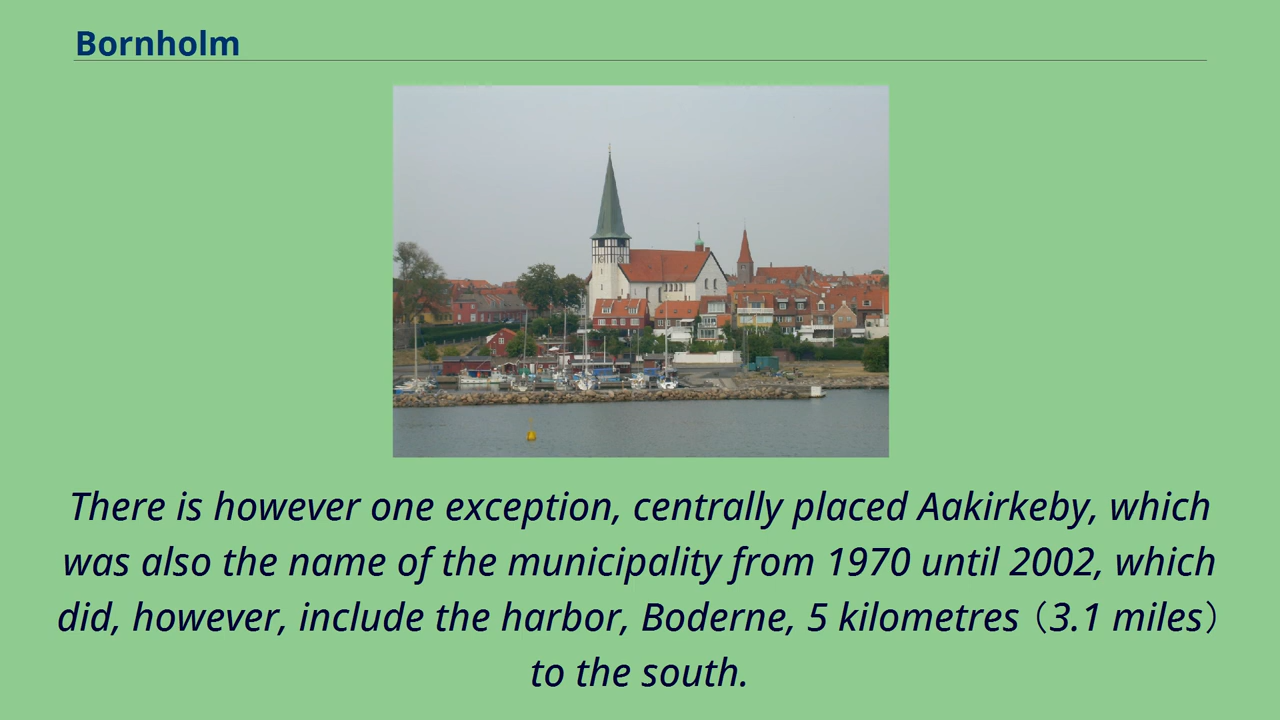 Bornholm
There is however one exception, centrally placed Aakirkeby, which
was also the name of the municipality from 1970 until 2002, which
did, however, include the harbor, Boderne, 5 kilometres（3.1 miles）
to the south.